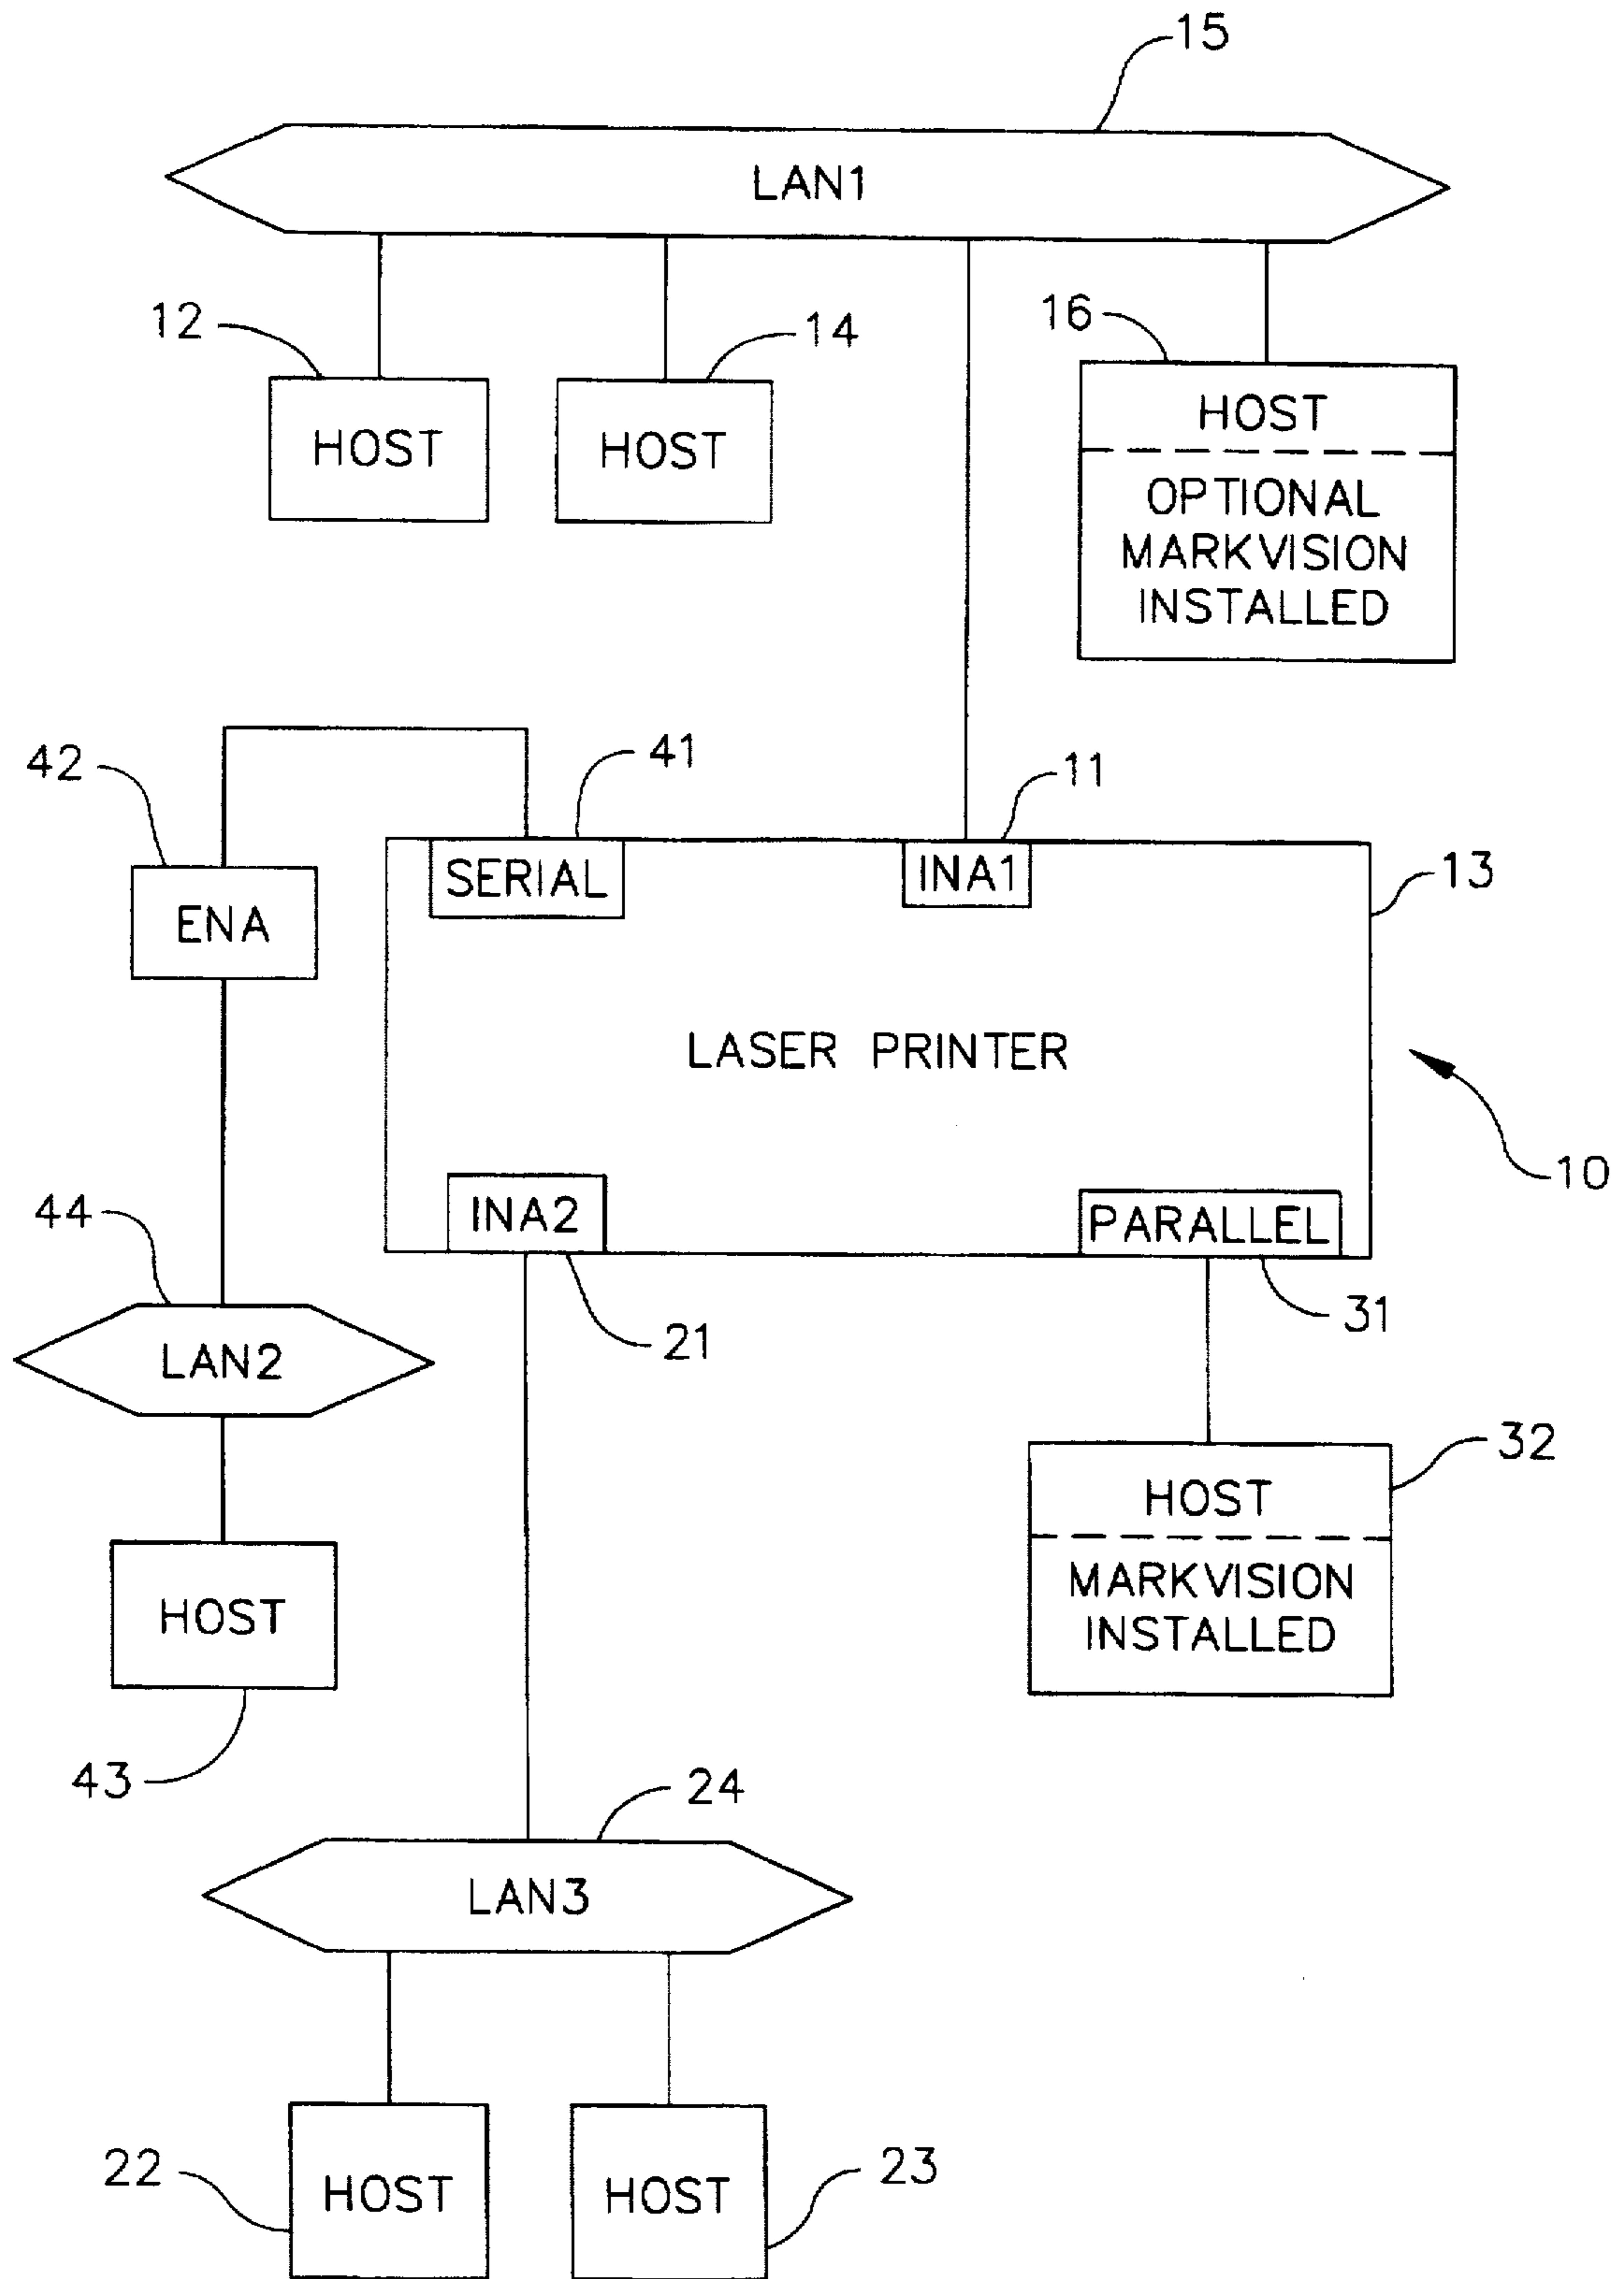 15
LAN1
12
14
16
HOST
HOST
HOST
OPTIONAL
MARKVISION
INSTALLED
42
41
11
SERIAL
INA1
13
ENA
LASER PRINTER
10
44
INA2
PARALLEL
21
31
LAN2
32
HOST
MARKVISION
INSTALLED
HOST
43
24
LAN3
22
HOST
HOST
23